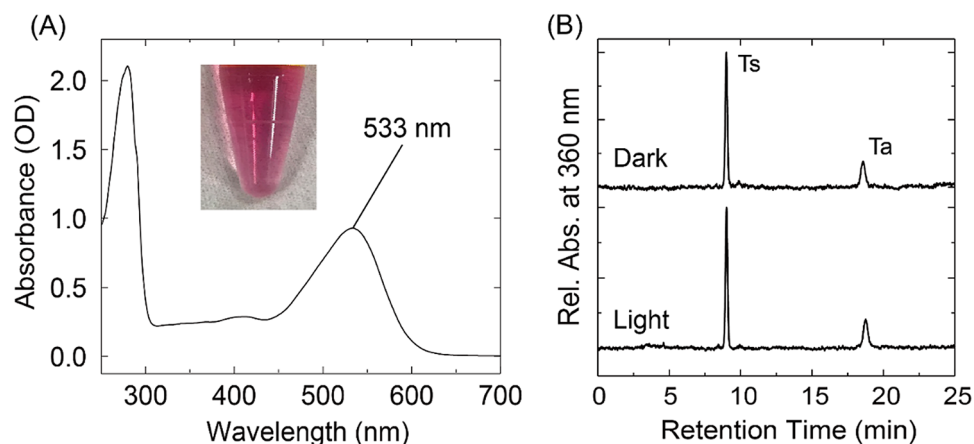 (A)
Absorbance (OD)
2.0
1.5
1.0
0.5
0.0
533 nm
300 400 500 600 700
Wavelength (nm)
(B)
Rel. Abs. at 360 nm
Ts
Ta
Dark
Light
0 5 10 15 20 25
Retention Time (min)